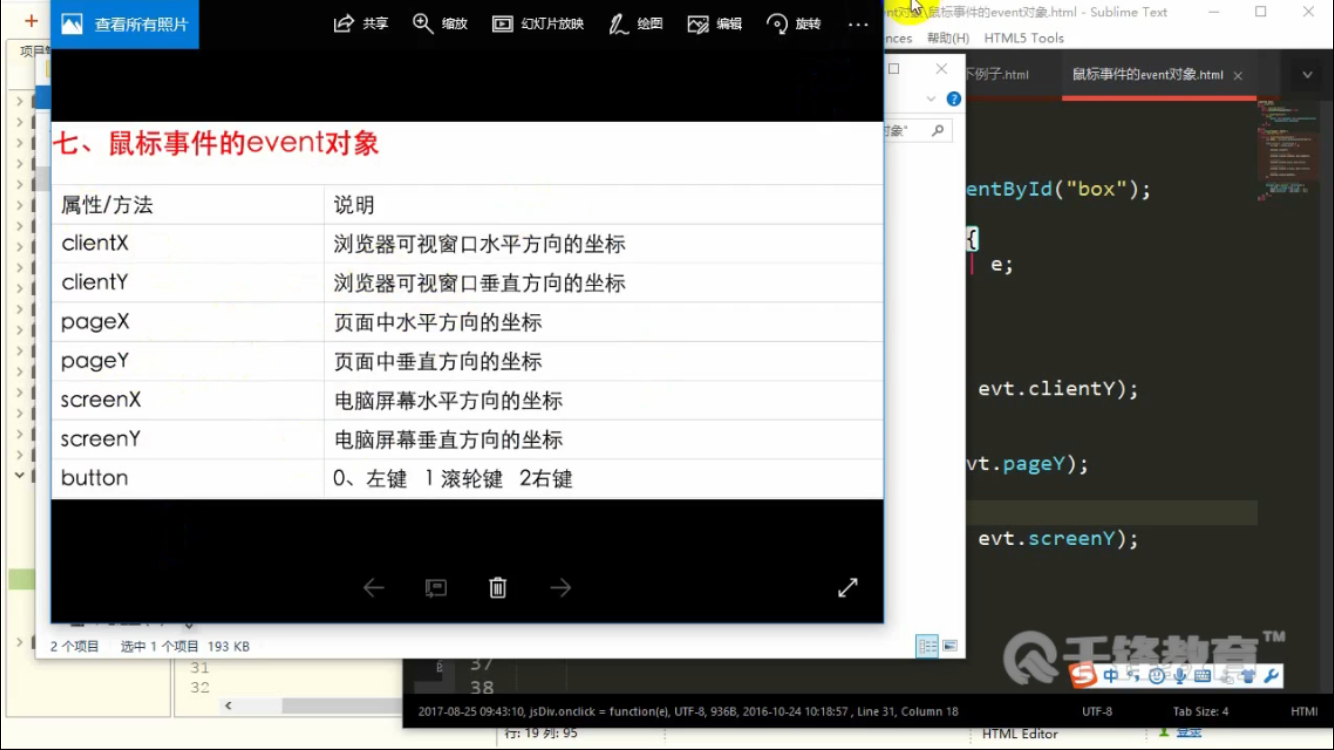 查看所有照片
共享
缩放
幻灯片放映
绘图
编辑
旋转
鼠标事件的event对象.html - Sublime Text
帮助(H) HTML5 Tools
鼠标事件的event对象.html
七、鼠标事件的event对象
属性/方法 说明
clientX 浏览器可视窗口水平方向的坐标
clientY 浏览器可视窗口垂直方向的坐标
pageX 页面中水平方向的坐标
pageY 页面中垂直方向的坐标
screenX 电脑屏幕水平方向的坐标
screenY 电脑屏幕垂直方向的坐标
button 0、左键 1 滚轮键 2右键
entById("box");
{
e;
evt.clientY);
vt.pageY);
evt.screenY);
2 个项目 选中 1 个项目 193 KB
31
32
37
38
千锋教育™
中
2017-08-25 09:43:10, jsDiv.onclick = function(e), UTF-8, 936B, 2016-10-24 10:18:57 , Line 31, Column 18
UTF-8
Tab Size: 4
HTMl
行: 19 列: 95
HTML Editor
登录